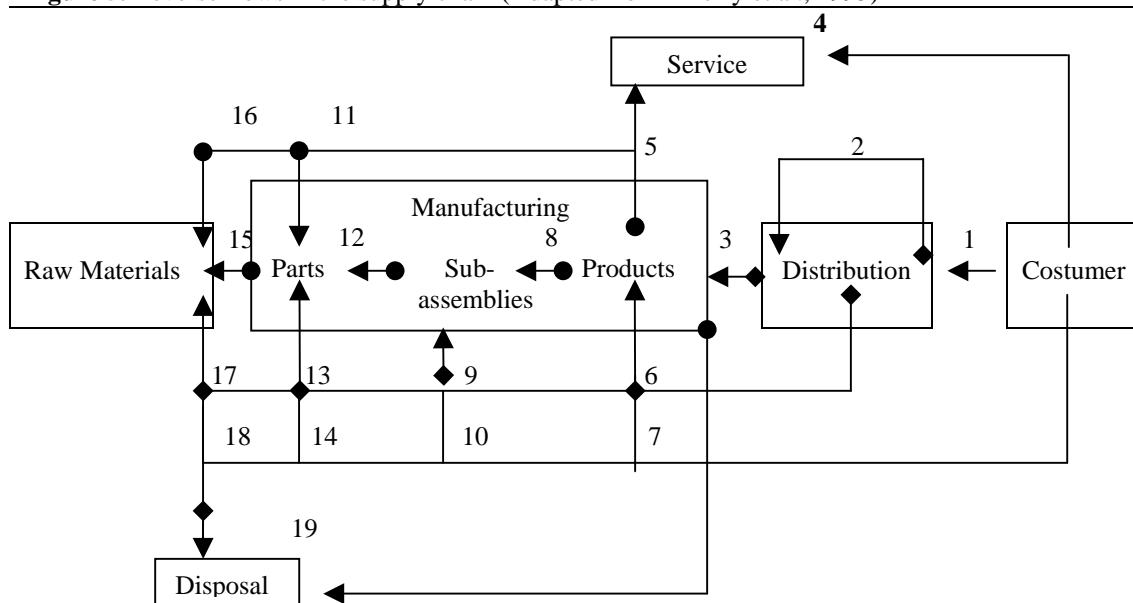 4
Service
16 11
5 2
Manufacturing
15 12 8 3 1
Raw Materials Parts Sub- Products Distribution Costumer
assemblies
17 13 9 6
18 14 10 7
19
Disposal